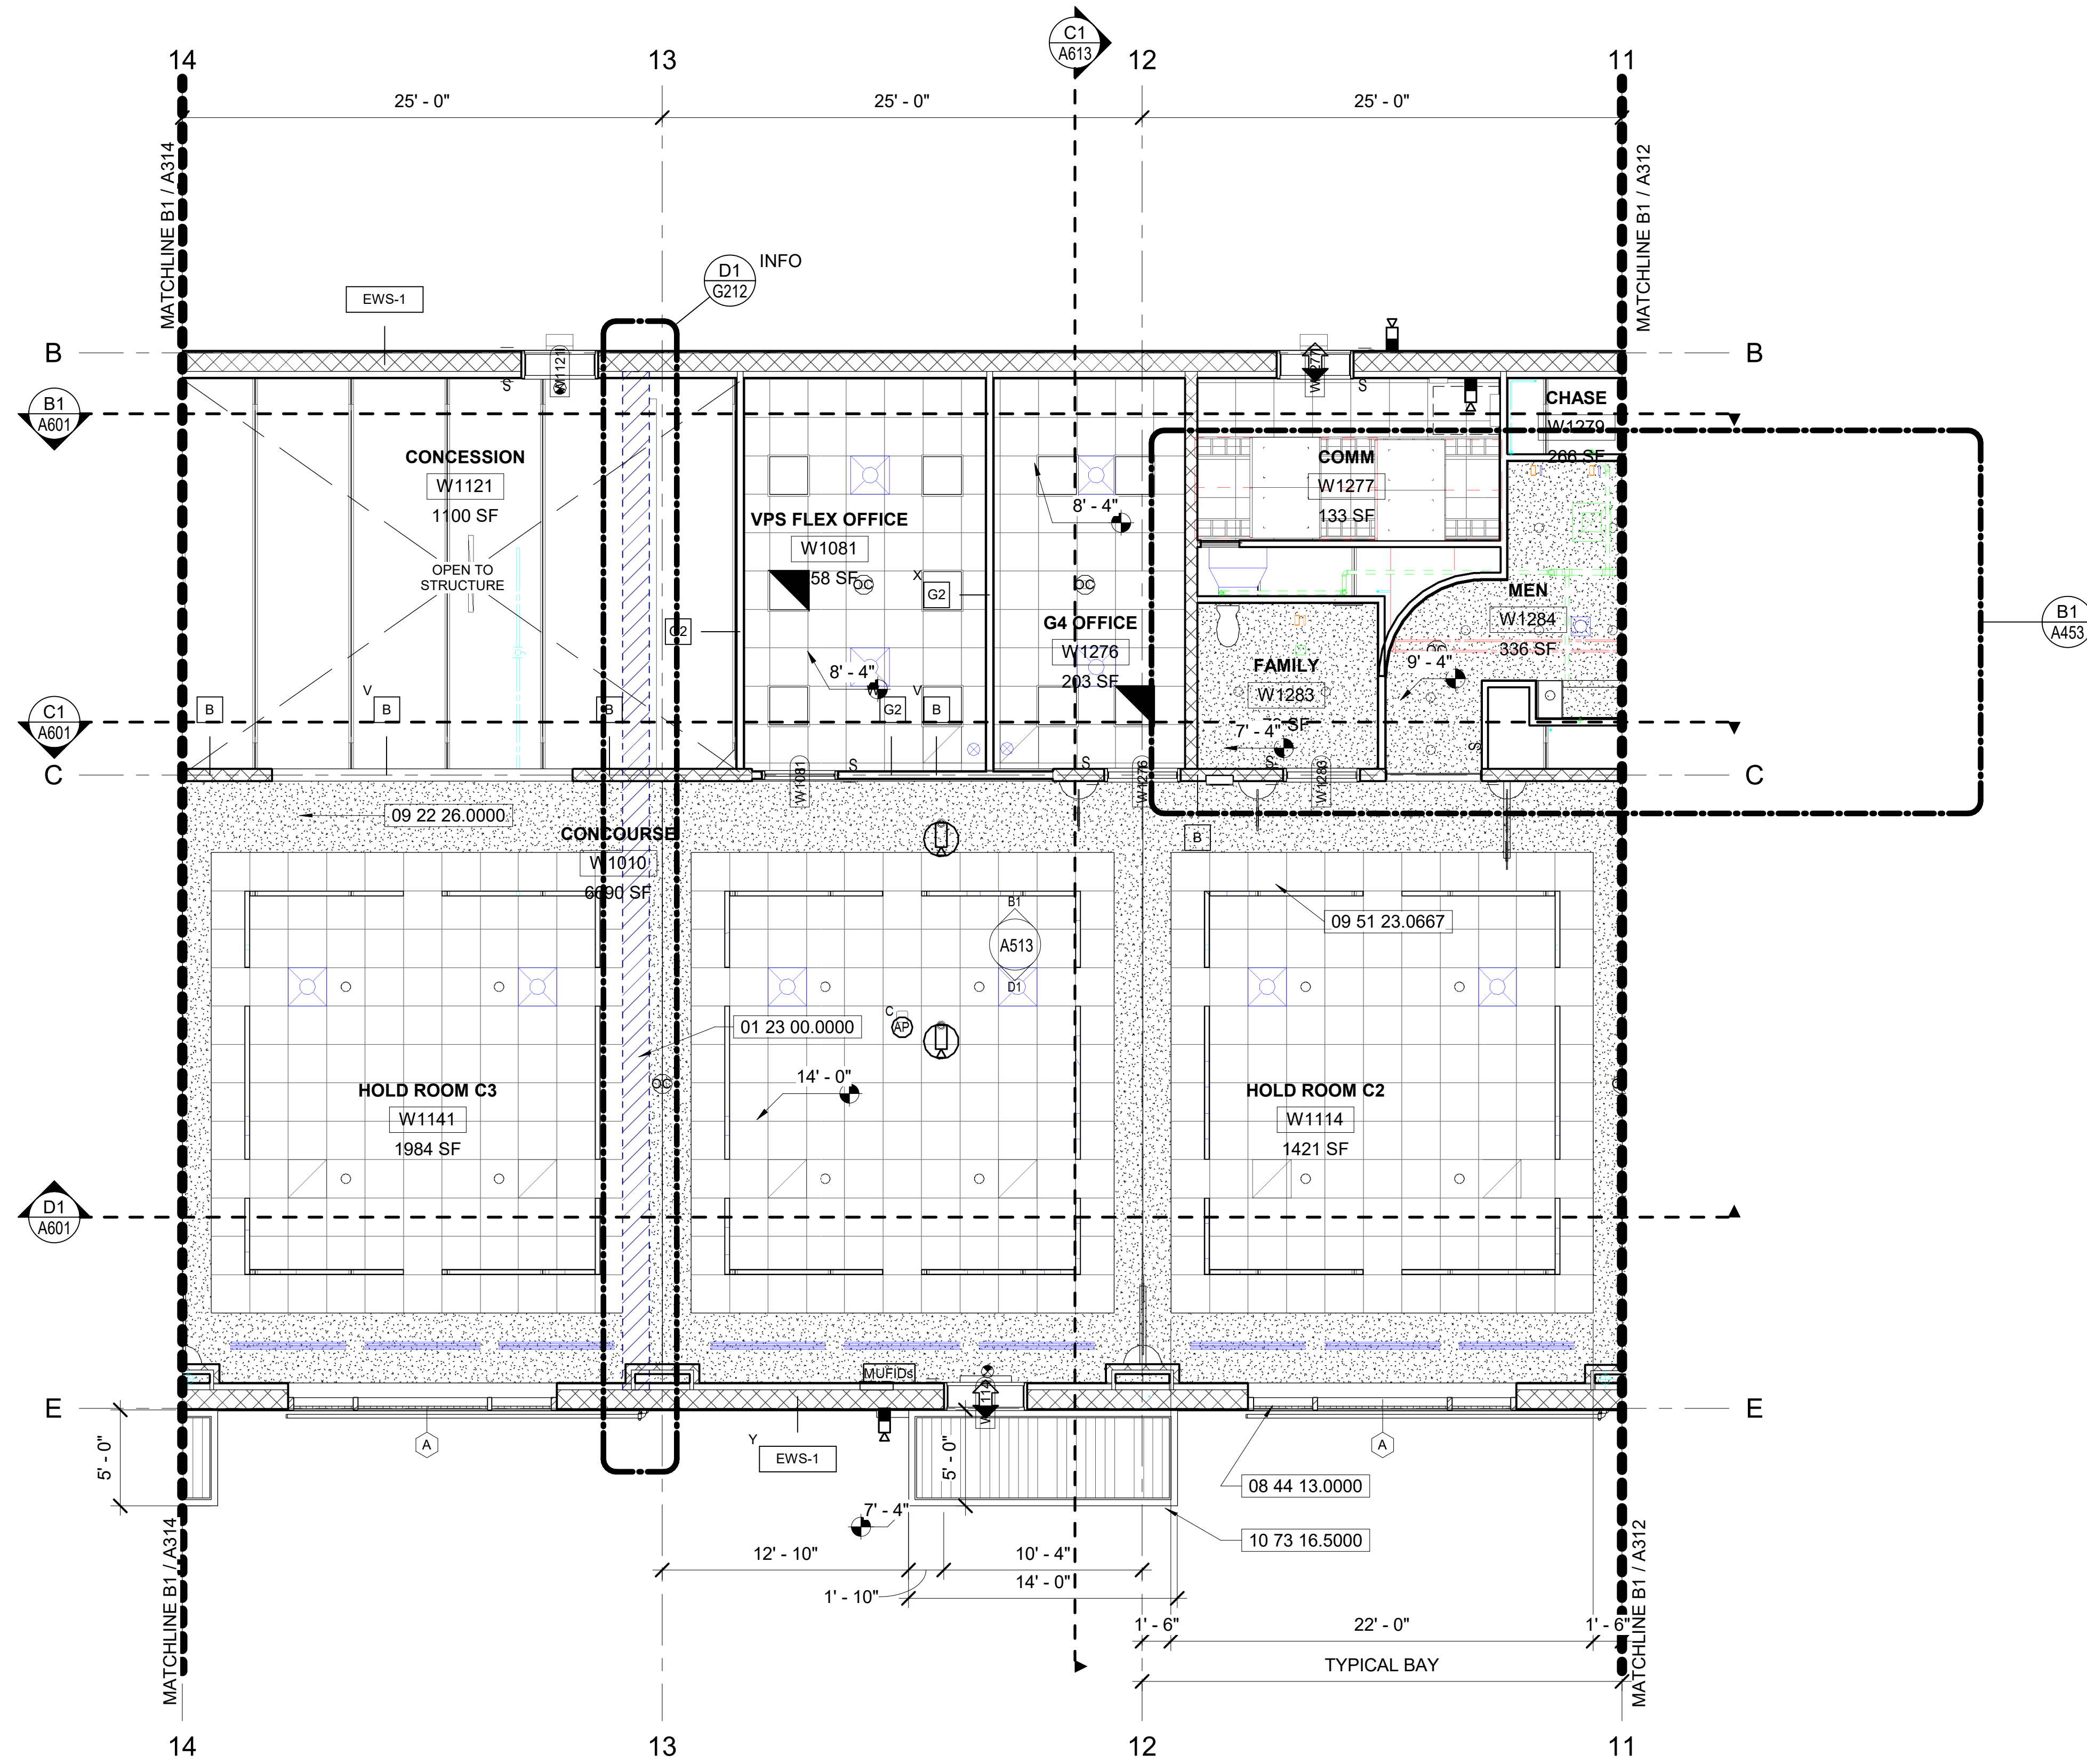 C1
A613
14
13
12
11
25' - 0"
25' - 0"
25' - 0"
MATCHLINE B1 / A314
MATCHLINE B1 / A312
D1
G212
INFO
EWS-1
B
B
W1121
S
S
B1
A601
CHASE
W1279
266 SF
CONCESSION
W1121
1100 SF
OPEN TO
STRUCTURE
COMM
W1277
133 SF
8' - 4"
VPS FLEX OFFICE
W1081
58 SF
OC
OC
X
G2
G4 OFFICE
W1276
203 SF
MEN
W1284
336 SF
B1
A453
FAMILY
W1283
SF
8' - 4"
9' - 4"
7' - 4"
V
B
B
B
G2
V
B
C1
A601
S
S
S
S
C
C
W1081
W1276
W1283
09 22 26.0000
CONCOURSE
W1010
6690 SF
B
09 51 23.0667
B1
A513
D1
C
AP
01 23 00.0000
14' - 0"
OC
HOLD ROOM C3
W1141
1984 SF
HOLD ROOM C2
W1114
1421 SF
D1
A601
MUFIDs
E
E
5' - 0"
A
Y
EWS-1
5' - 0"
A
08 44 13.0000
7' - 4"
10 73 16.5000
12' - 10"
10' - 4"
1' - 10"
14' - 0"
1' - 6"
22' - 0"
1' - 6"
TYPICAL BAY
MATCHLINE B1 / A314
MATCHLINE B1 / A312
14
13
12
11